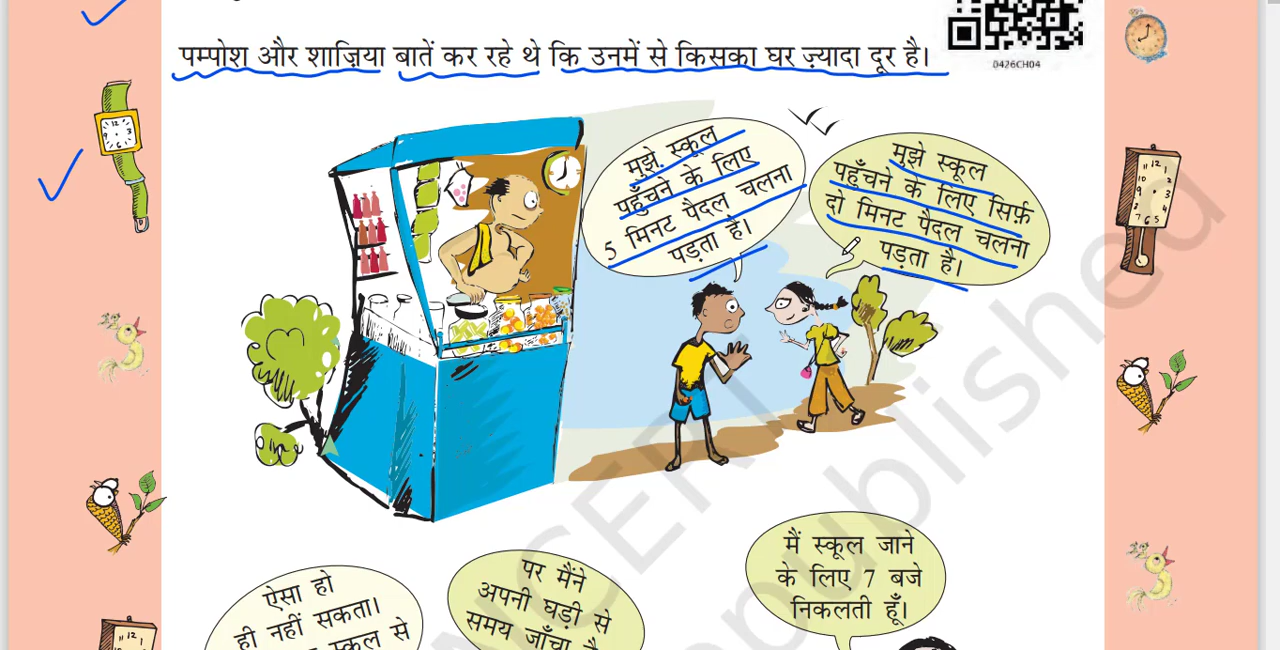 पम्पोश और शाज़िया बातें कर रहे थे कि उनमें से किसका घर ज़्यादा दूर है।
0426CH04
मुझे स्कूल
पहुँचने के लिए
5 मिनट पैदल चलना
पड़ता है।
मुझे स्कूल
पहुँचने के लिए सिर्फ़
दो मिनट पैदल चलना
पड़ता है।
ऐसा हो
ही नहीं सकता।
स्कूल से
पर मैंने
अपनी घड़ी से
समय जाँचा
मैं स्कूल जाने
के लिए 7 बजे
निकलती हूँ।